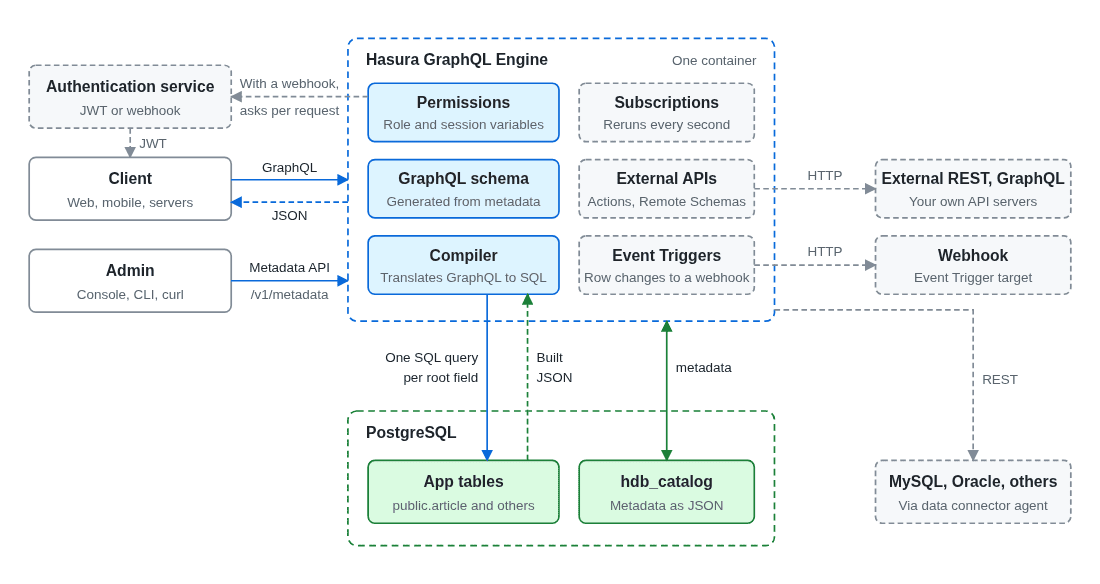 Hasura GraphQL Engine
One container
Authentication service
JWT or webhook
With a webhook,
asks per request
JWT
Permissions
Role and session variables
Subscriptions
Reruns every second
Client
Web, mobile, servers
GraphQL
JSON
GraphQL schema
Generated from metadata
External APIs
Actions, Remote Schemas
HTTP
External REST, GraphQL
Your own API servers
Admin
Console, CLI, curl
Metadata API
/v1/metadata
Compiler
Translates GraphQL to SQL
Event Triggers
Row changes to a webhook
HTTP
Webhook
Event Trigger target
One SQL query
per root field
Built
JSON
metadata
REST
PostgreSQL
App tables
public.article and others
hdb_catalog
Metadata as JSON
MySQL, Oracle, others
Via data connector agent